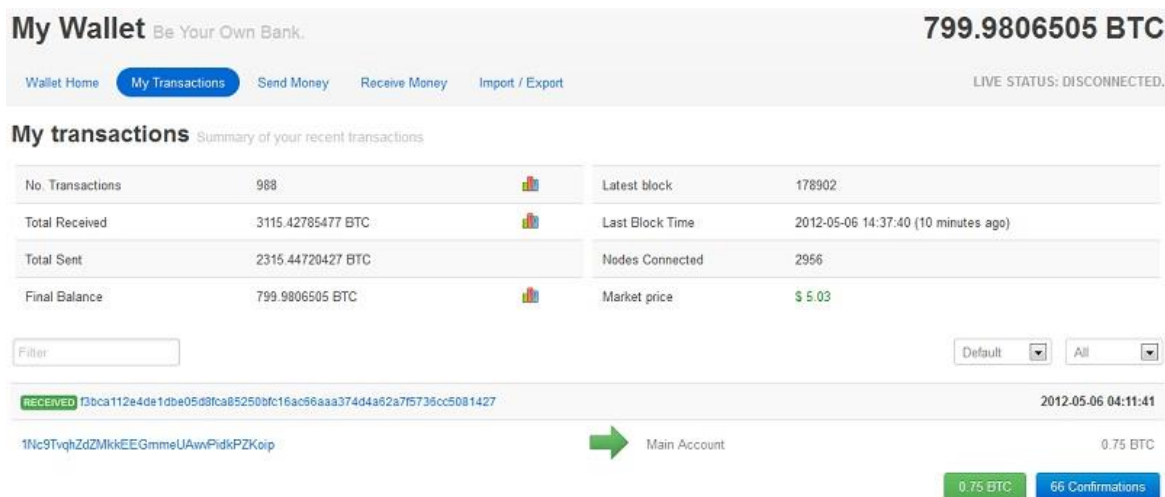 My Wallet Be Your Own Bank. 799.9806505 BTC
Wallet Home My Transactions Send Money Receive Money Import / Export LIVE STATUS: DISCONNECTED.
My transactions Summary of your recent transactions
No. Transactions 988 Latest block 178902
Total Received 3115.42785477 BTC Last Block Time 2012-05-06 14:37:40 (10 minutes ago)
Total Sent 2315.44720427 BTC Nodes Connected 2956
Final Balance 799.9806505 BTC Market price $ 5.03
Filter Default All
RECEIVED f3bca112e4de1dbe05d8fca85250bfc16ac66aaa374d4a62a7f5736cc5081427 2012-05-06 04:11:41
1Nc9TvqhZdZMkkEEGmmeUAwvPidkPZKoip Main Account 0.75 BTC
0.75 BTC 66 Confirmations